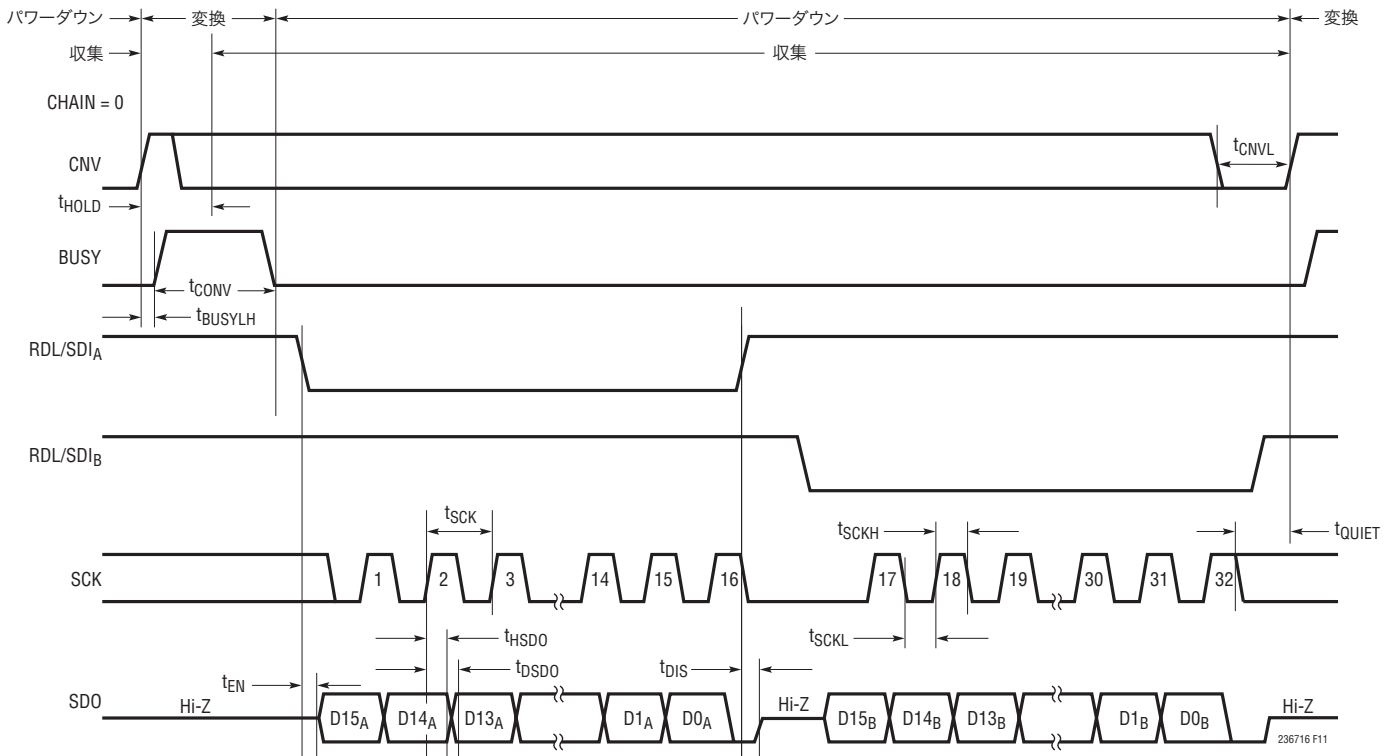 パワーダウン 変換 パワーダウン 変換
収集 収集
CHAIN = 0
CNV tCNVL
tHOLD
BUSY
tCONV
tBUSYLH
RDL/SDIA
RDL/SDIB
tSCK tSCKH tQUIET
SCK 1 2 3 14 15 16 17 18 19 30 31 32
tHSDO tSCKL
tDSDO tDIS
tEN
SDO Hi-Z D15A D14A D13A D1A D0A Hi-Z D15B D14B D13B D1B D0B Hi-Z
236716 F11